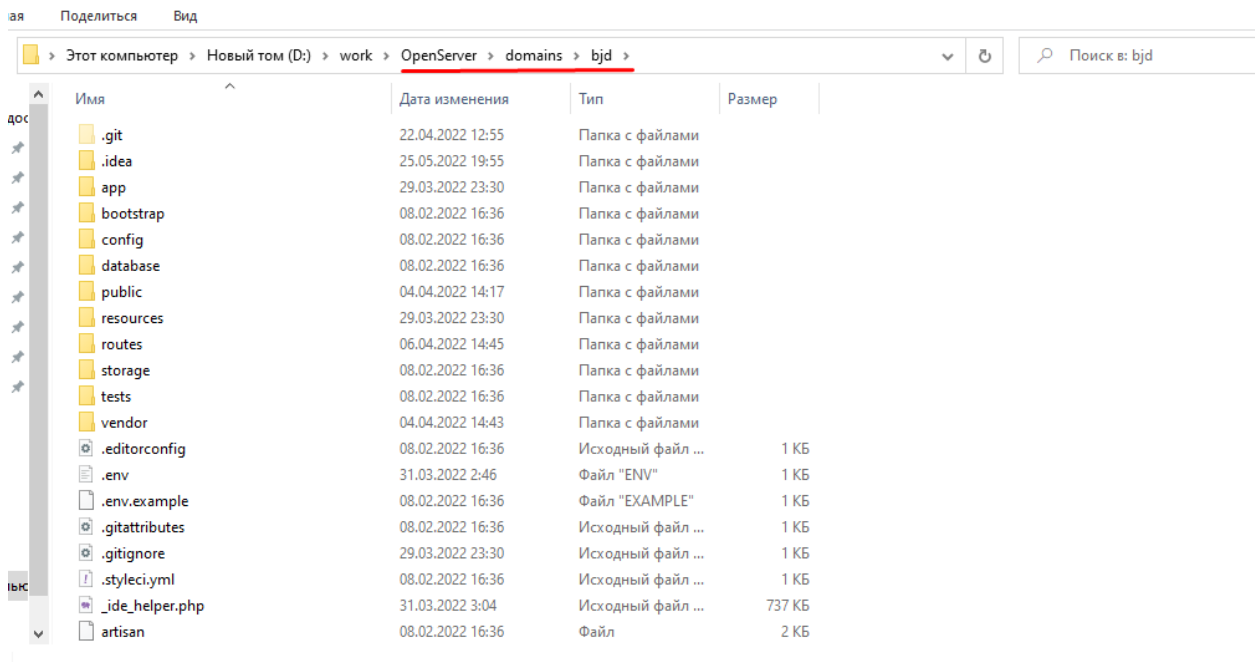 ая Поделиться Вид
Этот компьютер > Новый том (D:) > work > OpenServer > domains > bjd >
Поиск в: bjd
Имя Дата изменения Тип Размер
дос
.git 22.04.2022 12:55 Папка с файлами
.idea 25.05.2022 19:55 Папка с файлами
app 29.03.2022 23:30 Папка с файлами
bootstrap 08.02.2022 16:36 Папка с файлами
config 08.02.2022 16:36 Папка с файлами
database 08.02.2022 16:36 Папка с файлами
public 04.04.2022 14:17 Папка с файлами
resources 29.03.2022 23:30 Папка с файлами
routes 06.04.2022 14:45 Папка с файлами
storage 08.02.2022 16:36 Папка с файлами
tests 08.02.2022 16:36 Папка с файлами
vendor 04.04.2022 14:43 Папка с файлами
.editorconfig 08.02.2022 16:36 Исходный файл ... 1 КБ
.env 31.03.2022 2:46 Файл "ENV" 1 КБ
.env.example 08.02.2022 16:36 Файл "EXAMPLE" 1 КБ
.gitattributes 08.02.2022 16:36 Исходный файл ... 1 КБ
.gitignore 29.03.2022 23:30 Исходный файл ... 1 КБ
ьк .styleci.yml 08.02.2022 16:36 Исходный файл ... 1 КБ
_ide_helper.php 31.03.2022 3:04 Исходный файл ... 737 КБ
artisan 08.02.2022 16:36 Файл 2 КБ